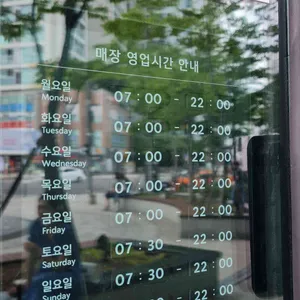 매장 영업시간 안내
월요일 07 : 00 - 22 : 00
Monday
화요일 07 : 00 - 22 : 00
Tuesday
수요일 07 : 00 - 22 : 00
Wednesday
목요일 07 : 00 - 22 : 00
Thursday
금요일 07 : 00 - 22 : 00
Friday
토요일 07 : 30 - 22 : 00
Saturday
일요일 07 : 30 - 22 : 00
Sunday